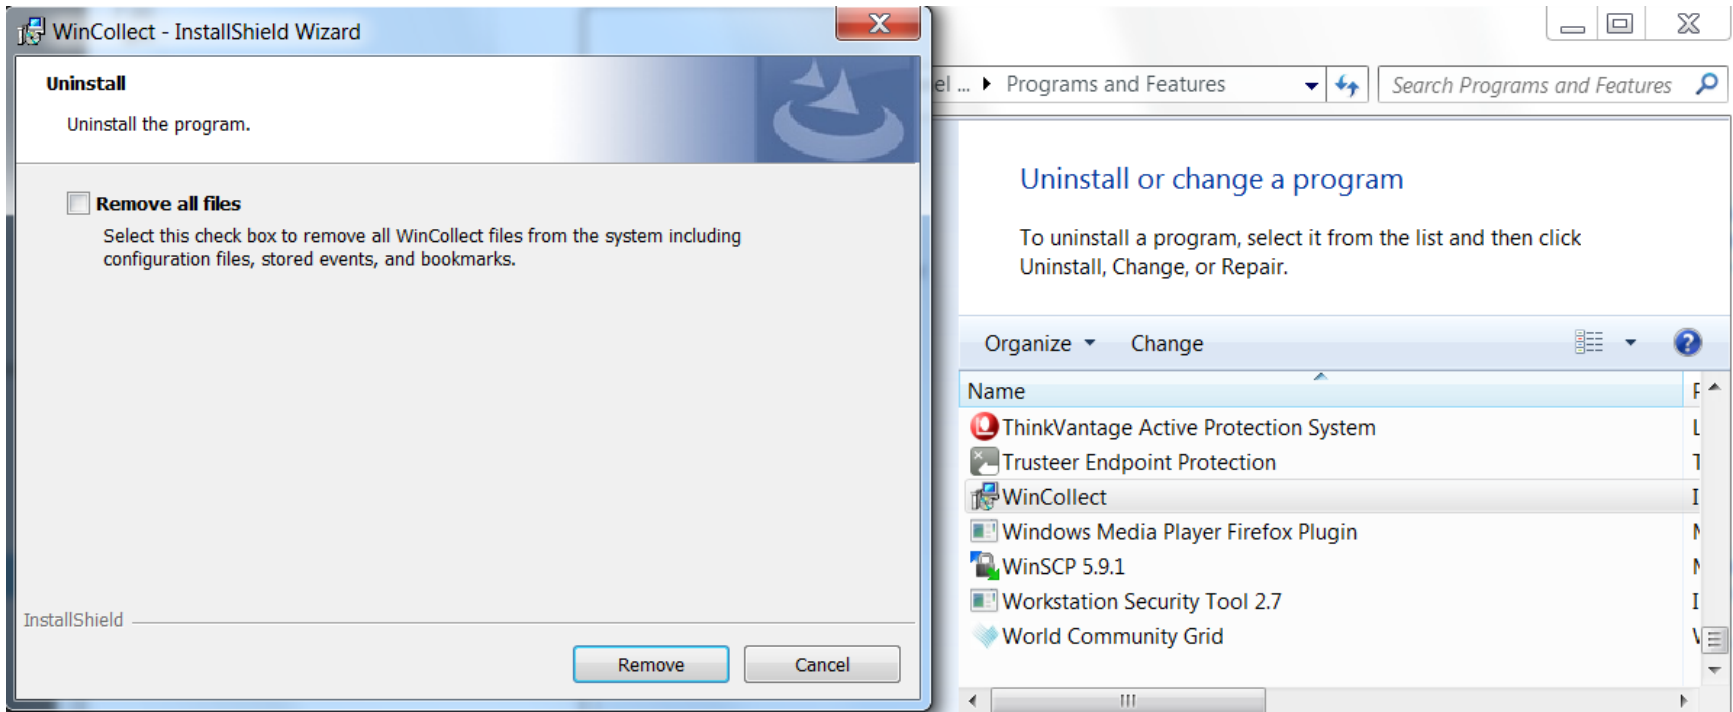 WinCollect - InstallShield Wizard
Uninstall
Uninstall the program.
Remove all files
Select this check box to remove all WinCollect files from the system including
configuration files, stored events, and bookmarks.
InstallShield
Remove
Cancel
el ... Programs and Features
Search Programs and Features
Uninstall or change a program
To uninstall a program, select it from the list and then click
Uninstall, Change, or Repair.
Organize
Change
Name
ThinkVantage Active Protection System
Trusteer Endpoint Protection
WinCollect
Windows Media Player Firefox Plugin
WinSCP 5.9.1
Workstation Security Tool 2.7
World Community Grid